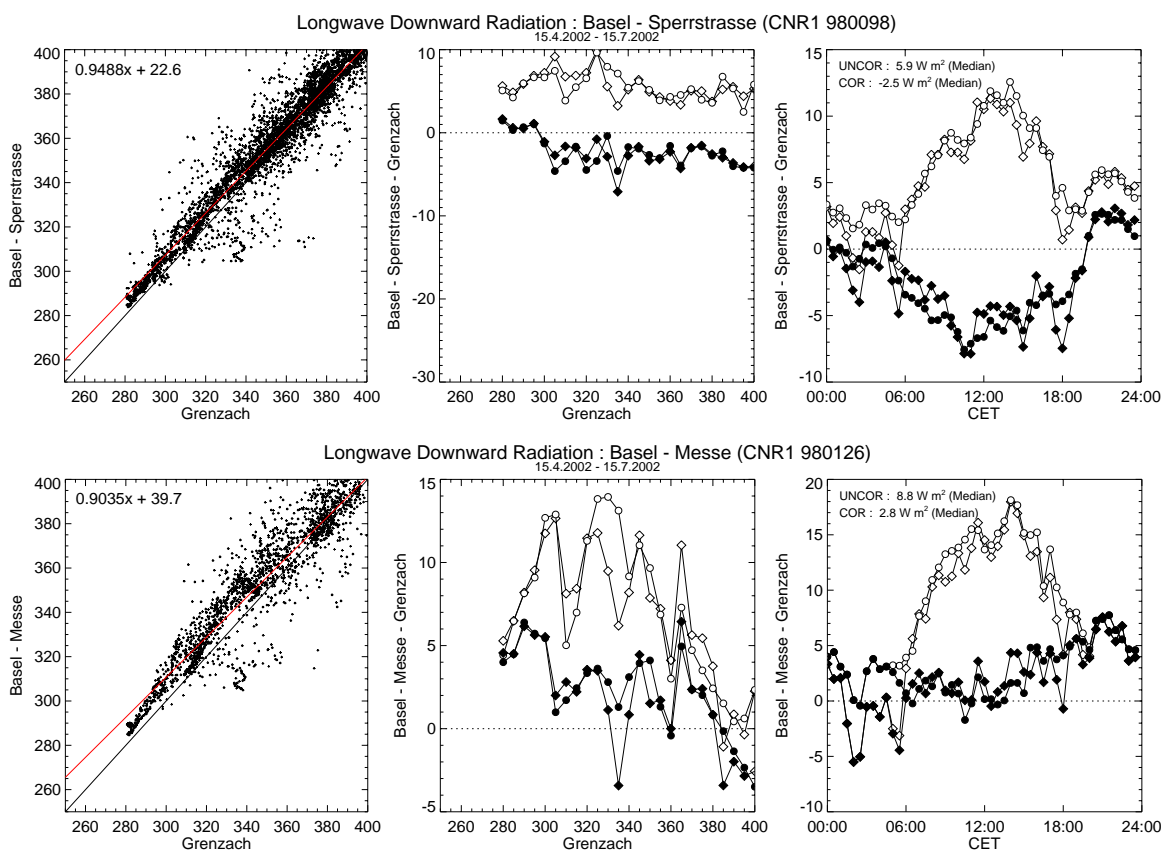 Longwave Downward Radiation : Basel - Sperrstrasse (CNR1 980098)
15.4.2002 - 15.7.2002
0.9488x + 22.6
Basel - Sperrstrasse
400
380
360
340
320
300
280
260
260 280 300 320 340 360 380 400
Grenzach
Basel - Sperrstrasse - Grenzach
10
0
-10
-20
-30
260 280 300 320 340 360 380 400
Grenzach
UNCOR : 5.9 W m² (Median)
COR : -2.5 W m² (Median)
Basel - Sperrstrasse - Grenzach
15
10
5
0
-5
-10
00:00 06:00 12:00 18:00 24:00
CET
Longwave Downward Radiation : Basel - Messe (CNR1 980126)
15.4.2002 - 15.7.2002
0.9035x + 39.7
Basel - Messe
400
380
360
340
320
300
280
260
260 280 300 320 340 360 380 400
Grenzach
Basel - Messe - Grenzach
15
10
5
0
-5
260 280 300 320 340 360 380 400
Grenzach
UNCOR : 8.8 W m² (Median)
COR : 2.8 W m² (Median)
Basel - Messe - Grenzach
20
15
10
5
0
-5
-10
00:00 06:00 12:00 18:00 24:00
CET